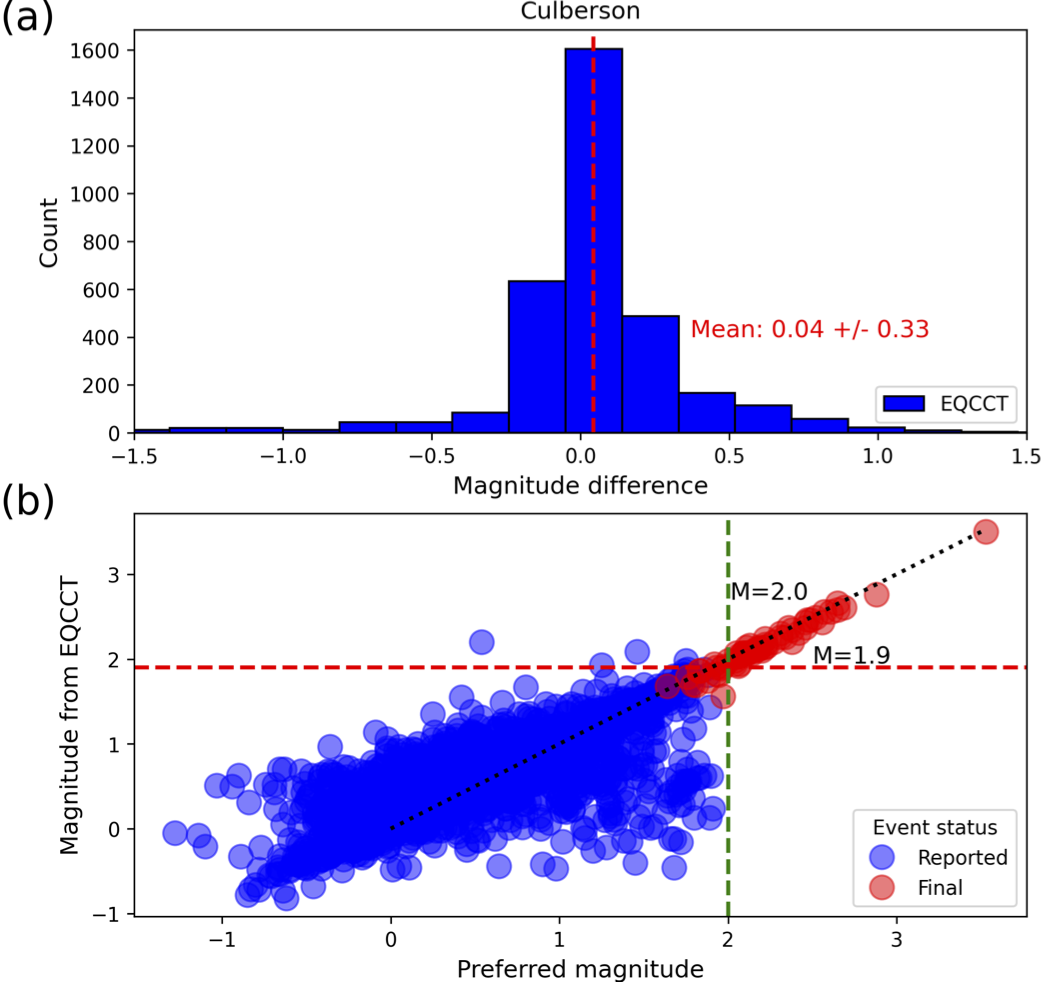 (a)
Culberson
1600
1400
1200
1000
800
600
400
200
0
Count
Mean: 0.04 +/- 0.33
EQCCT
−1.5 −1.0 −0.5 0.0 0.5 1.0 1.5
Magnitude difference
(b)
3
2
1
0
−1
Magnitude from EQCCT
M=2.0
M=1.9
Event status
Reported
Final
−1 0 1 2 3
Preferred magnitude